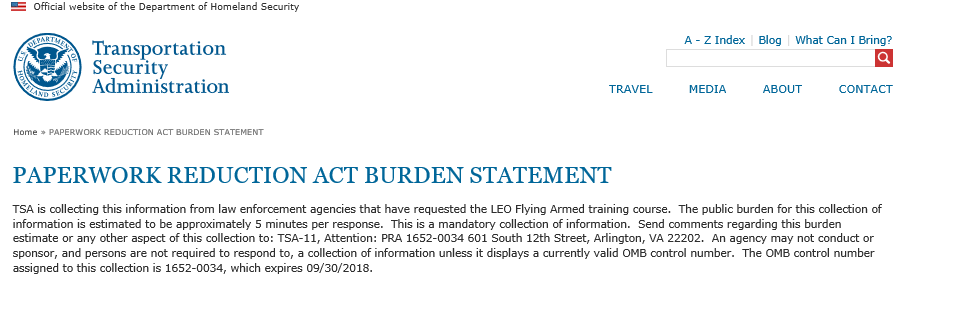 Official website of the Department of Homeland Security
U.S. DEPARTMENT OF HOMELAND SECURITY
Transportation
Security
Administration
A - Z Index | Blog | What Can I Bring?
TRAVEL MEDIA ABOUT CONTACT
Home » PAPERWORK REDUCTION ACT BURDEN STATEMENT
PAPERWORK REDUCTION ACT BURDEN STATEMENT
TSA is collecting this information from law enforcement agencies that have requested the LEO Flying Armed training course.  The public burden for this collection of
information is estimated to be approximately 5 minutes per response.  This is a mandatory collection of information.  Send comments regarding this burden
estimate or any other aspect of this collection to: TSA-11, Attention: PRA 1652-0034 601 South 12th Street, Arlington, VA 22202.  An agency may not conduct or
sponsor, and persons are not required to respond to, a collection of information unless it displays a currently valid OMB control number.  The OMB control number
assigned to this collection is 1652-0034, which expires 09/30/2018.